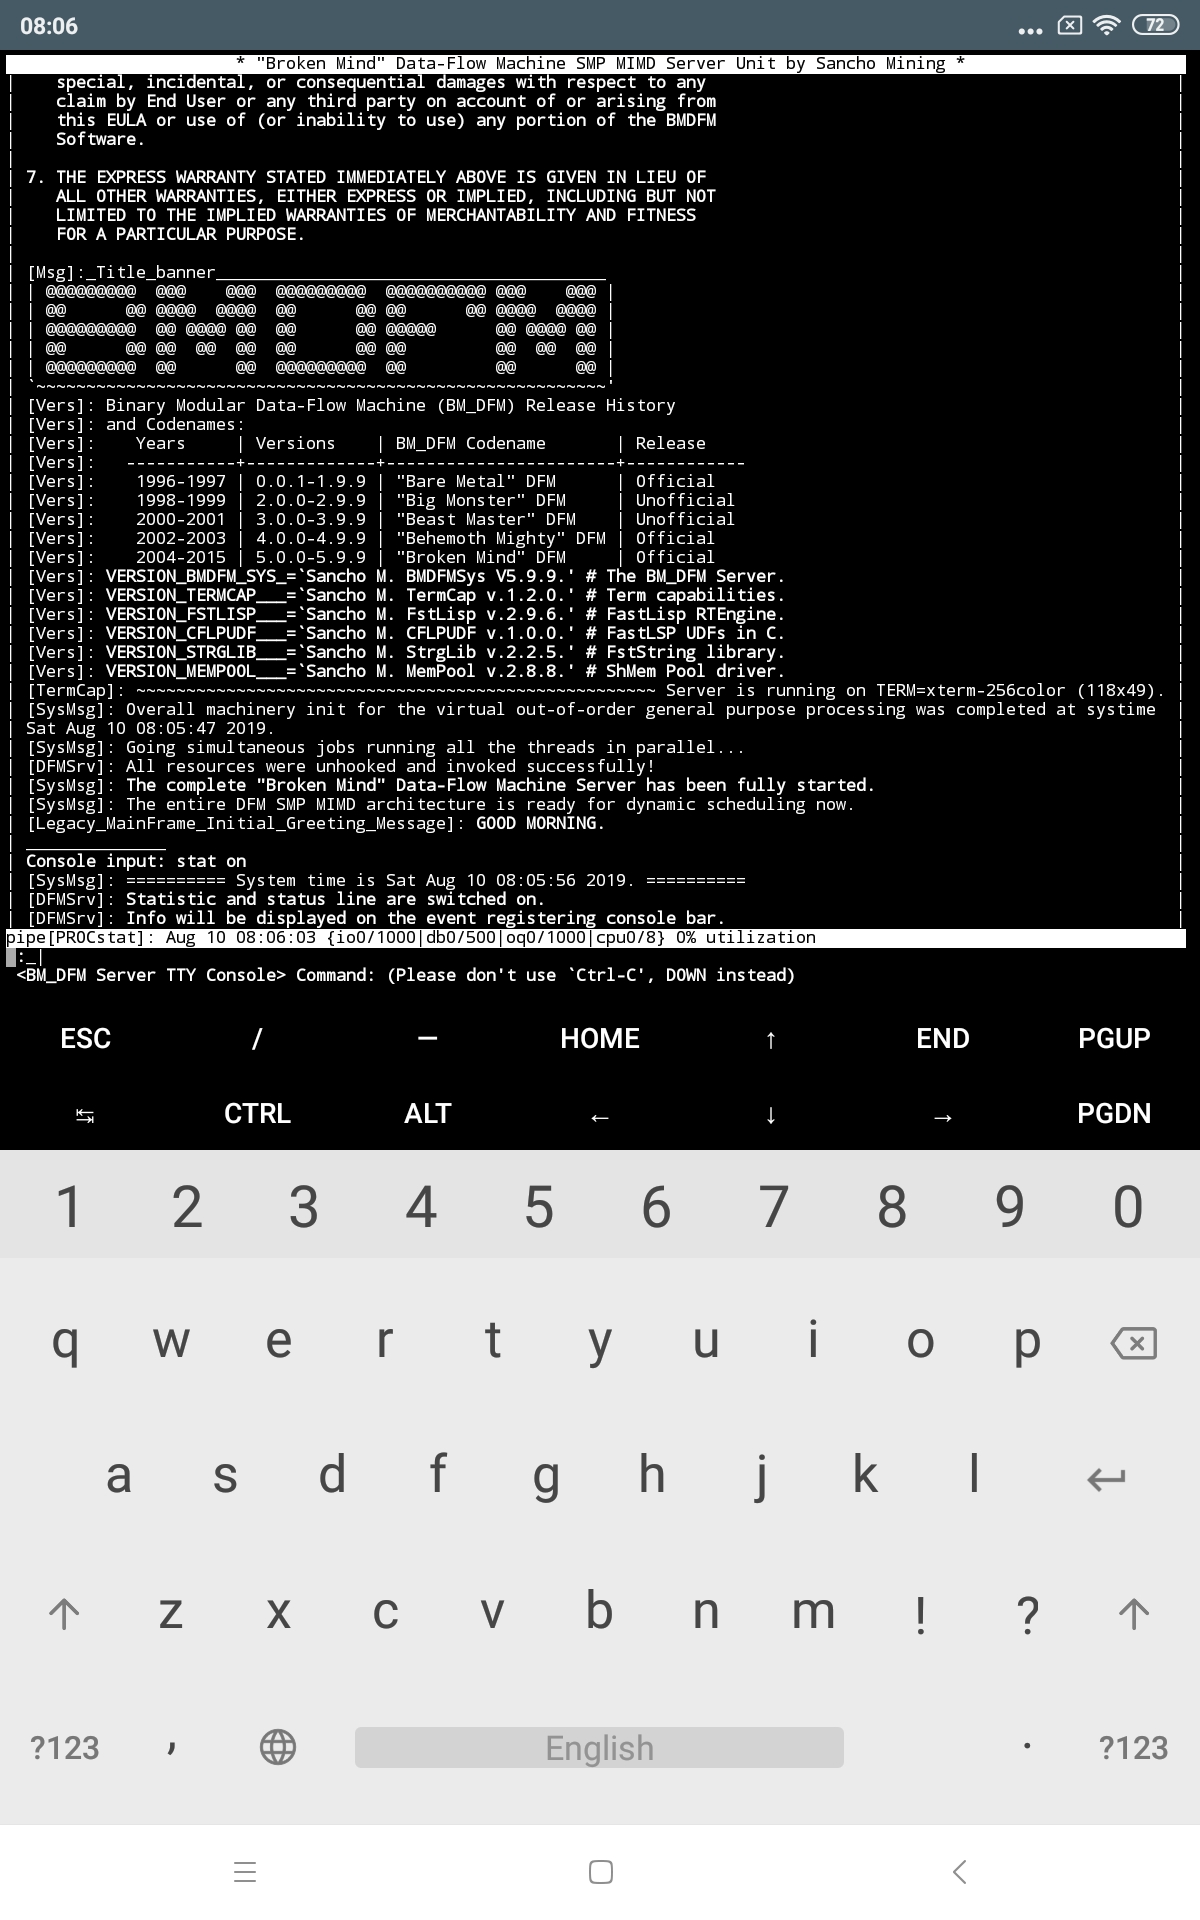 08:06
72
* "Broken Mind" Data-Flow Machine SMP MIMD Server Unit by Sancho Mining *
|    special, incidental, or consequential damages with respect to any |
|    claim by End User or any third party on account of or arising from |
|    this EULA or use of (or inability to use) any portion of the BMDFM |
|    Software. |
| |
| 7. THE EXPRESS WARRANTY STATED IMMEDIATELY ABOVE IS GIVEN IN LIEU OF |
|    ALL OTHER WARRANTIES, EITHER EXPRESS OR IMPLIED, INCLUDING BUT NOT |
|    LIMITED TO THE IMPLIED WARRANTIES OF MERCHANTABILITY AND FITNESS |
|    FOR A PARTICULAR PURPOSE. |
| |
| [Msg]:_Title_banner_______________________________________ |
| | @@@@@@@@@  @@@    @@@  @@@@@@@@@  @@@@@@@@@@ @@@    @@@ | |
| | @@      @@ @@@@  @@@@  @@      @@ @@      @@ @@@@  @@@@ | |
| | @@@@@@@@@  @@ @@@@ @@  @@      @@ @@@@@      @@ @@@@ @@ | |
| | @@      @@ @@  @@  @@  @@      @@ @@         @@  @@  @@ | |
| | @@@@@@@@@  @@      @@  @@@@@@@@@  @@         @@      @@ | |
| `~~~~~~~~~~~~~~~~~~~~~~~~~~~~~~~~~~~~~~~~~~~~~~~~~~~~~~~~~' |
| [Vers]: Binary Modular Data-Flow Machine (BM_DFM) Release History |
| [Vers]: and Codenames: |
| [Vers]:    Years     | Versions    | BM_DFM Codename       | Release |
| [Vers]:   -----------+-------------+-----------------------+------------ |
| [Vers]:    1996-1997 | 0.0.1-1.9.9 | "Bare Metal" DFM      | Official |
| [Vers]:    1998-1999 | 2.0.0-2.9.9 | "Big Monster" DFM     | Unofficial |
| [Vers]:    2000-2001 | 3.0.0-3.9.9 | "Beast Master" DFM    | Unofficial |
| [Vers]:    2002-2003 | 4.0.0-4.9.9 | "Behemoth Mighty" DFM | Official |
| [Vers]:    2004-2015 | 5.0.0-5.9.9 | "Broken Mind" DFM     | Official |
| [Vers]: VERSION_BMDFM_SYS_=`Sancho M. BMDFMSys V5.9.9.' # The BM_DFM Server. |
| [Vers]: VERSION_TERMCAP___=`Sancho M. TermCap v.1.2.0.' # Term capabilities. |
| [Vers]: VERSION_FSTLISP___=`Sancho M. FstLisp v.2.9.6.' # FastLisp RTEngine. |
| [Vers]: VERSION_CFLPUDF___=`Sancho M. CFLPUDF v.1.0.0.' # FastLSP UDFs in C. |
| [Vers]: VERSION_STRGLIB___=`Sancho M. StrgLib v.2.2.5.' # FstString library. |
| [Vers]: VERSION_MEMPOOL___=`Sancho M. MemPool v.2.8.8.' # ShMem Pool driver. |
| [TermCap]: ~~~~~~~~~~~~~~~~~~~~~~~~~~~~~~~~~~~~~~~~~~~~~~~~~~~~ Server is running on TERM=xterm-256color (118x49). |
| [SysMsg]: Overall machinery init for the virtual out-of-order general purpose processing was completed at systime |
| Sat Aug 10 08:05:47 2019. |
| [SysMsg]: Going simultaneous jobs running all the threads in parallel... |
| [DFMSrv]: All resources were unhooked and invoked successfully! |
| [SysMsg]: The complete "Broken Mind" Data-Flow Machine Server has been fully started. |
| [SysMsg]: The entire DFM SMP MIMD architecture is ready for dynamic scheduling now. |
| [Legacy_MainFrame_Initial_Greeting_Message]: GOOD MORNING. |
| ______________ |
| Console input: stat on |
| [SysMsg]: ========== System time is Sat Aug 10 08:05:56 2019. ========== |
| [DFMSrv]: Statistic and status line are switched on. |
| [DFMSrv]: Info will be displayed on the event registering console bar. |
pipe[PROCstat]: Aug 10 08:06:03 {io0/1000|db0/500|oq0/1000|cpu0/8} 0% utilization
:_|
<BM_DFM Server TTY Console> Command: (Please don't use `Ctrl-C', DOWN instead)
ESC / — HOME ↑ END PGUP
↹ CTRL ALT ← ↓ → PGDN
1 2 3 4 5 6 7 8 9 0
q w e r t y u i o p
a s d f g h j k l
z x c v b n m ! ?
?123 , English . ?123